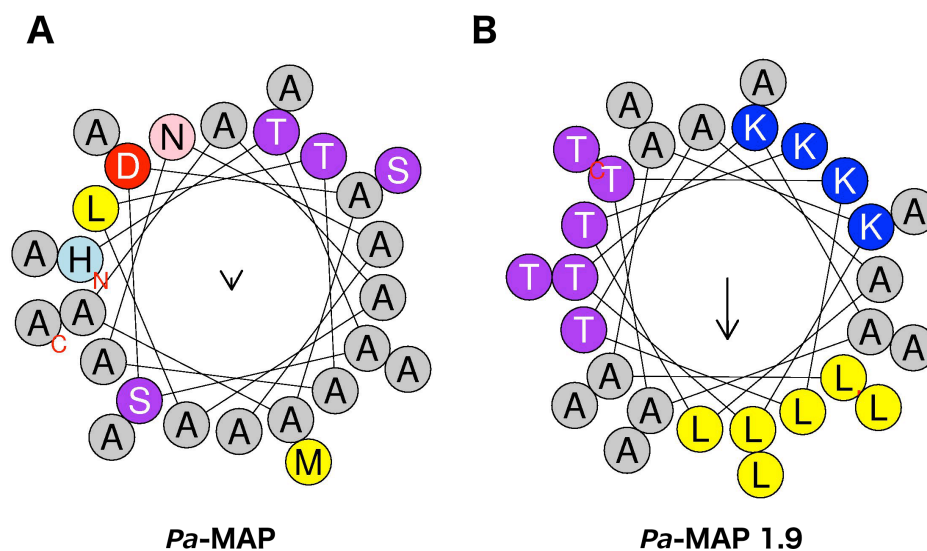 A
A
A N A T
D T S
L A
A H A
N
A A A
C
A A A
S A
A A A A A
M
Pa-MAP
B
A
A A K
T A K
C T K
T K A
T T A
T A A
A L
A A L L
L L
A
L
Pa-MAP 1.9